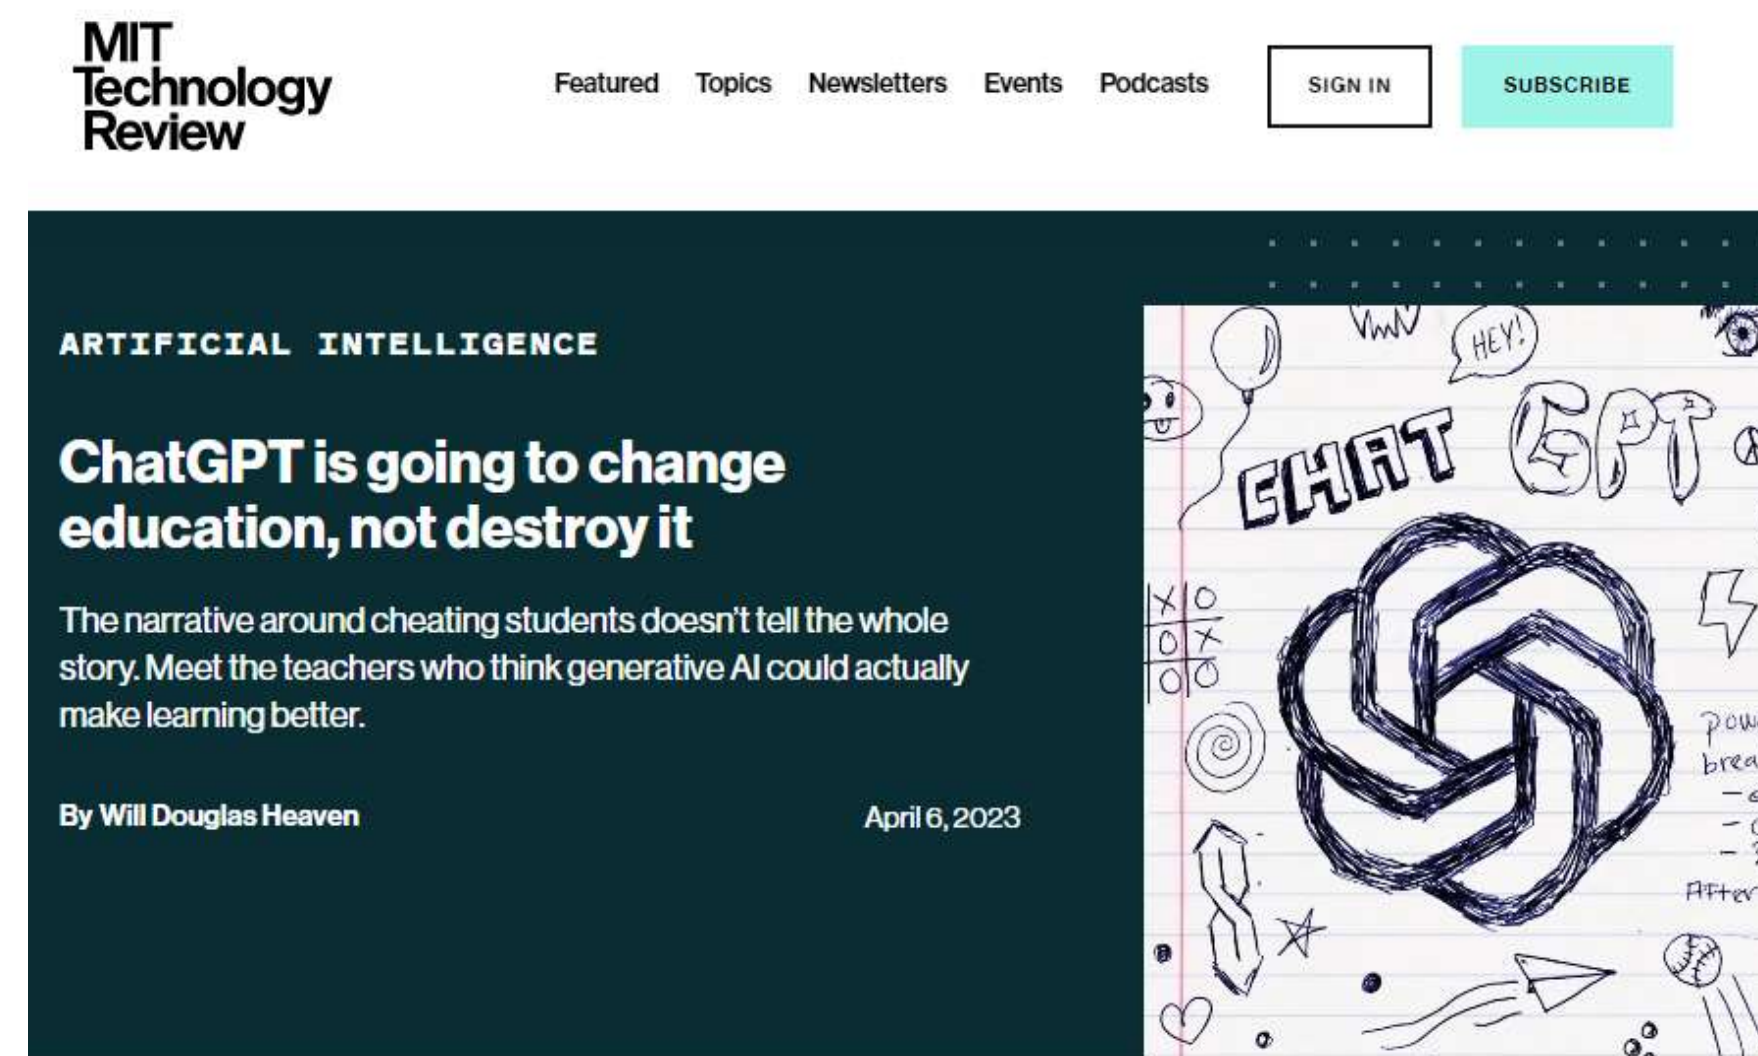 MIT
Technology
Review
Featured Topics Newsletters Events Podcasts SIGN IN SUBSCRIBE
ARTIFICIAL INTELLIGENCE
ChatGPT is going to change
education, not destroy it
The narrative around cheating students doesn't tell the whole
story. Meet the teachers who think generative AI could actually
make learning better.
By Will Douglas Heaven April 6, 2023
HEY!
CHAT GPT
X O
O X
O O
After